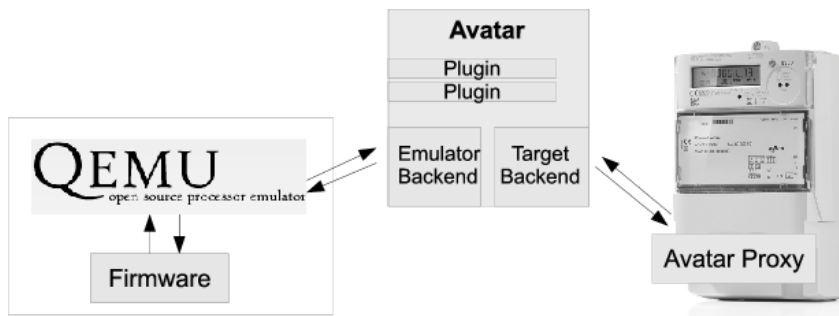 Avatar
Plugin
Plugin
QEMU
open source processor emulator
Emulator
Backend
Target
Backend
Firmware
Avatar Proxy